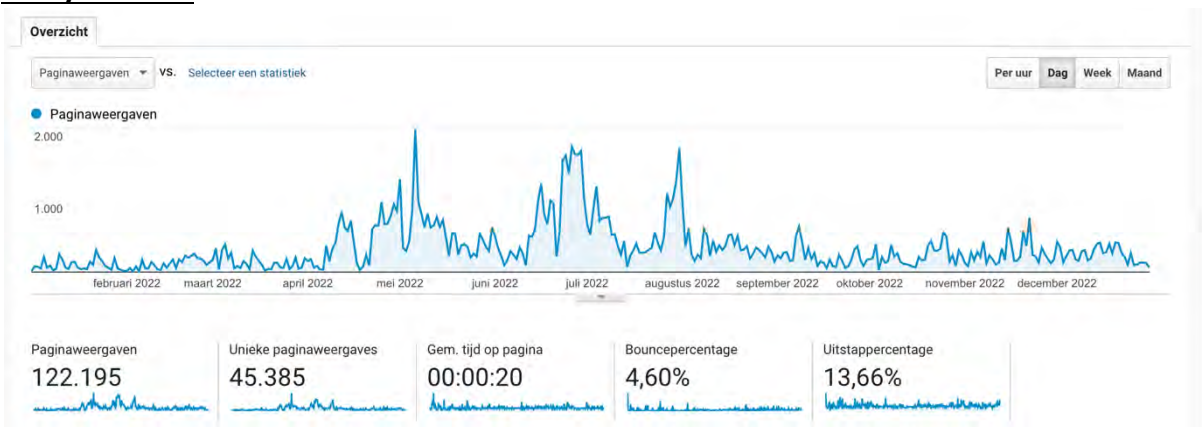 Overzicht
Paginaweergaven VS. Selecteer een statistiek
Per uur Dag Week Maand
Paginaweergaven
2.000
1.000
februari 2022 maart 2022 april 2022 mei 2022 juni 2022 juli 2022 augustus 2022 september 2022 oktober 2022 november 2022 december 2022
Paginaweergaven Unieke paginaweergaves Gem. tijd op pagina Bouncepercentage Uitstappercentage
122.195 45.385 00:00:20 4,60% 13,66%